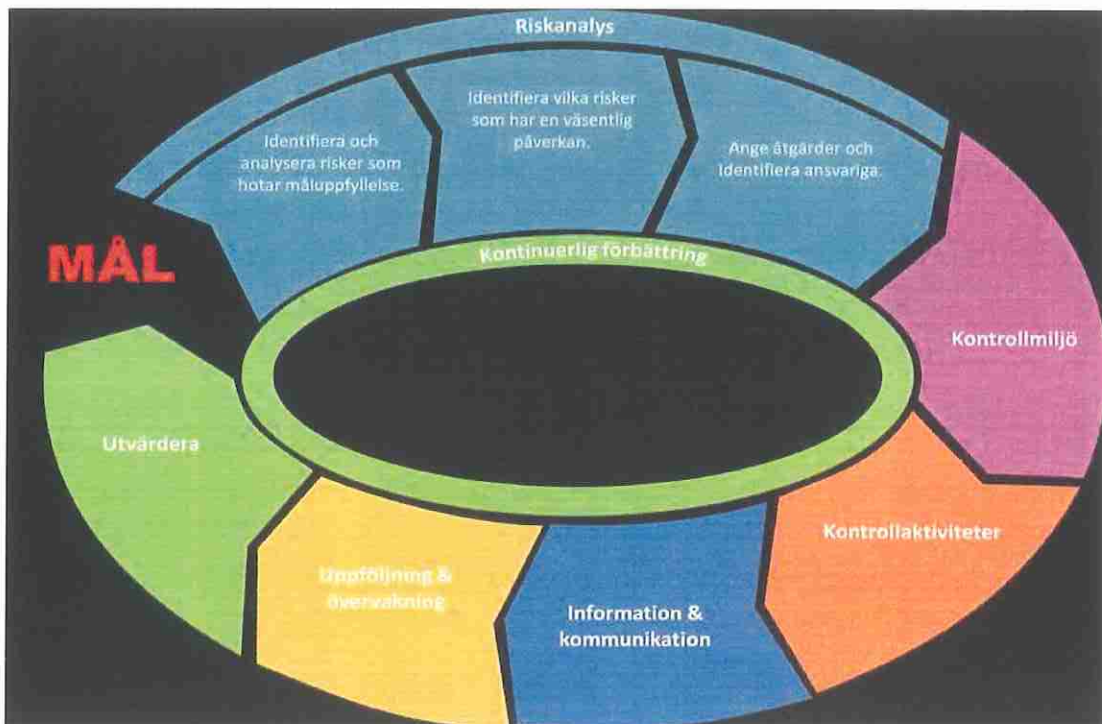 Riskanalys
Identifiera och
analysera risker som
hotar måluppfyllelse.
Identifiera vilka risker
som har en väsentlig
påverkan.
Ange åtgärder och
Identifiera ansvariga.
MÅL
Kontinuerlig förbättring
Kontrollmiljö
Kontrollaktiviteter
Information &
kommunikation
Uppföljning &
övervakning
Utvärdera